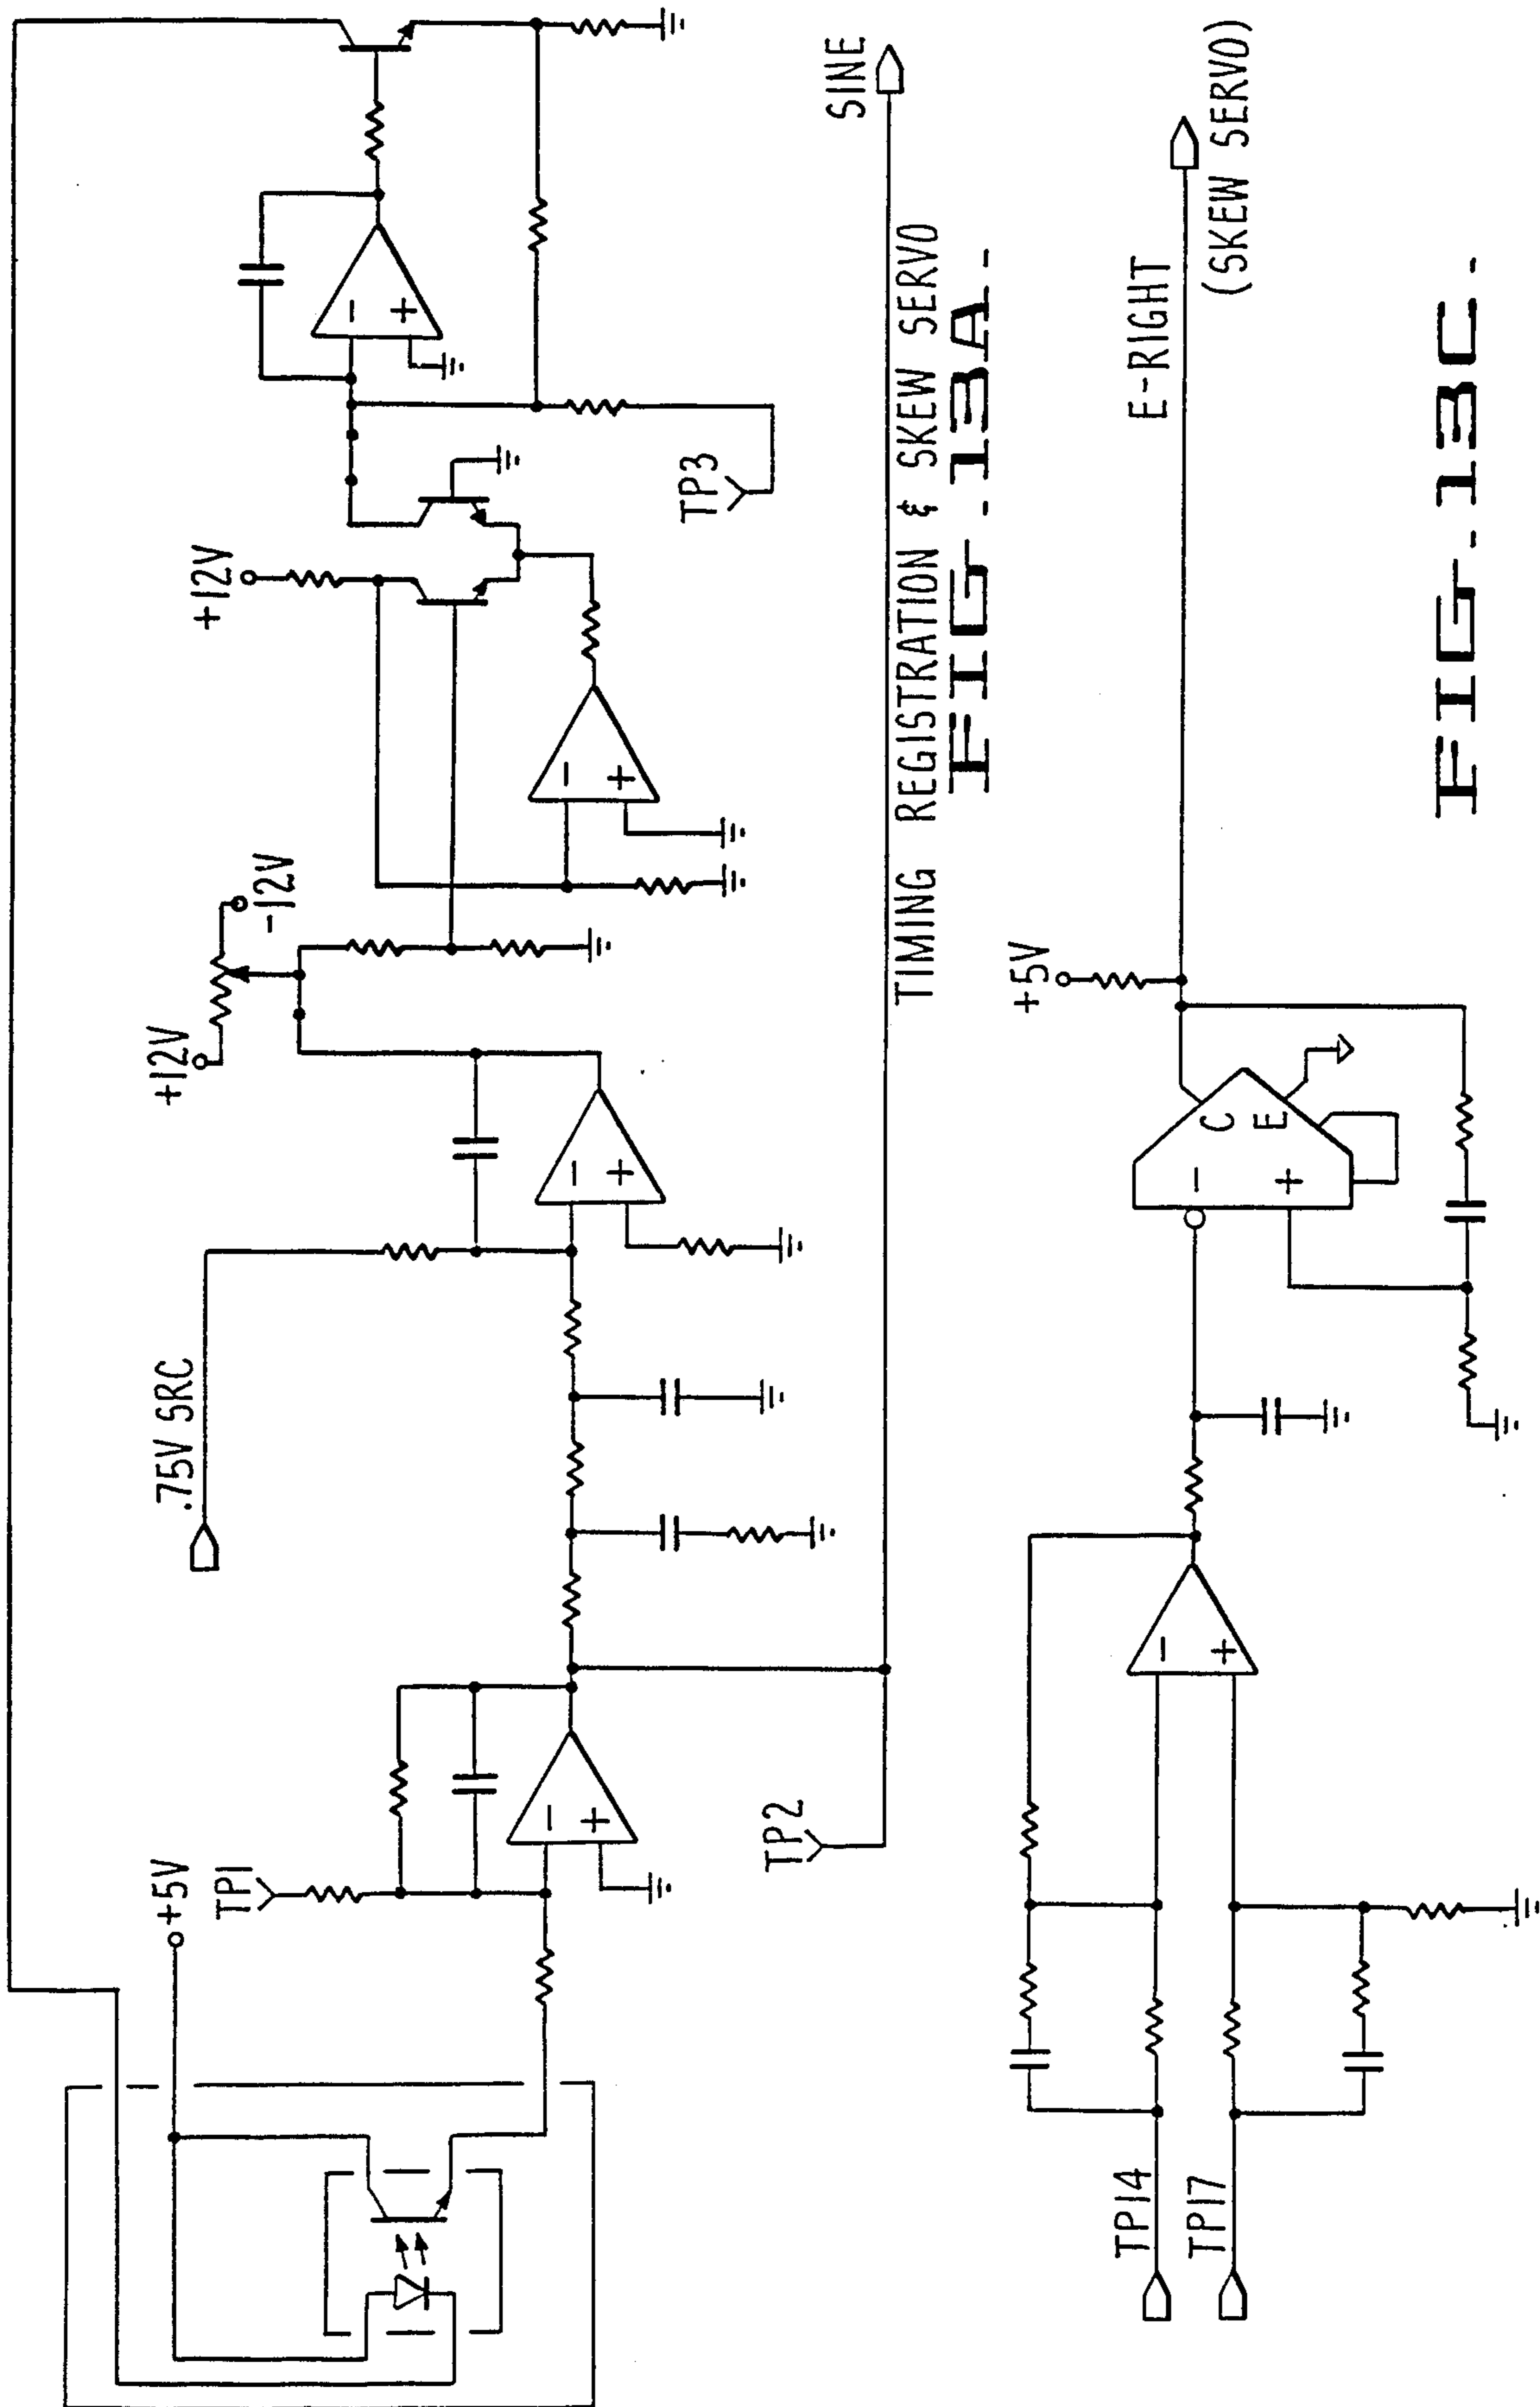 +5V
TP1
.75V SRC
+12V
-12V
+12V
TP3
-
+
-
+
-
+
-
+
TP2
SINE
TIMING REGISTRATION & SKEW SERVO
FIG.13A.
TP14
TP17
-
+
-
+
C
E
+5V
E-RIGHT
(SKEW SERVO)
FIG.13C.